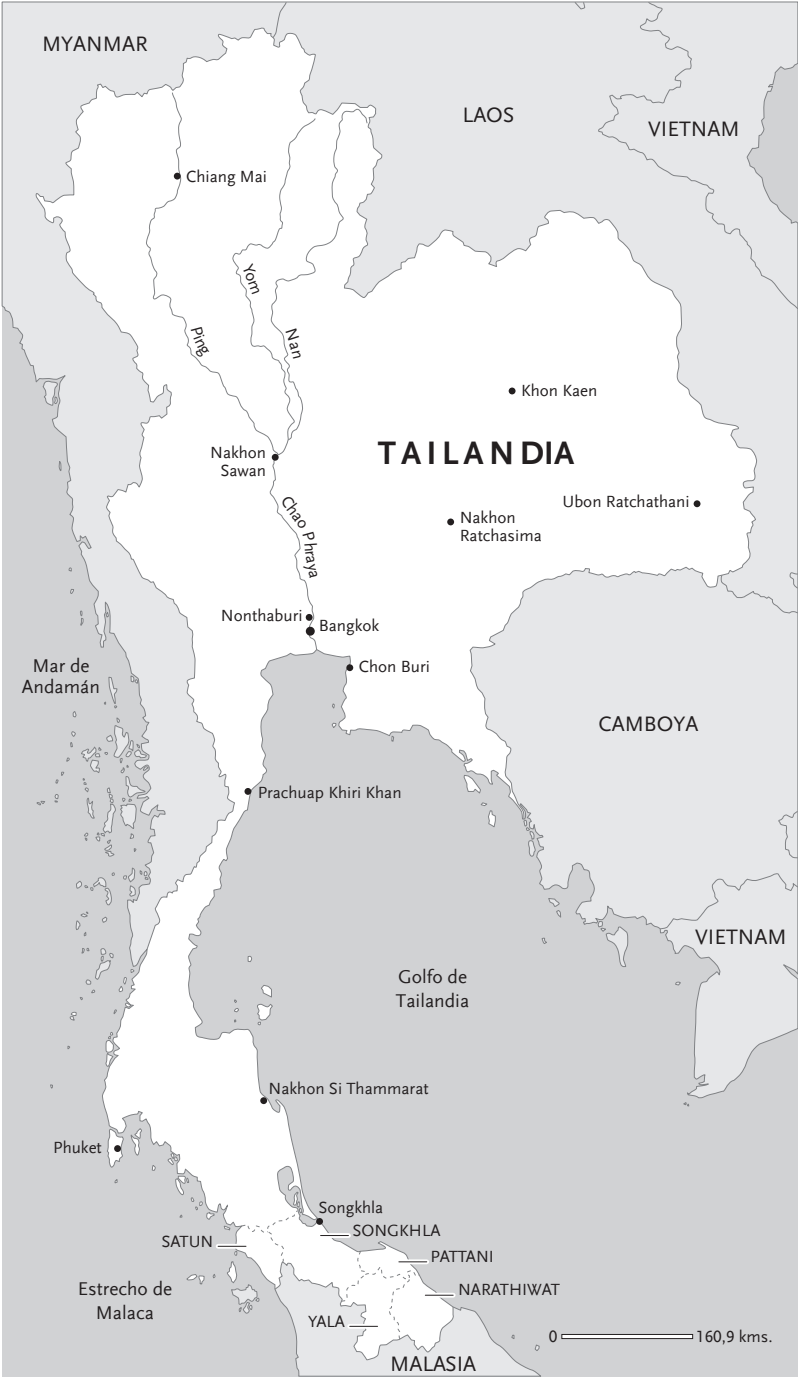 MYANMAR
LAOS
VIETNAM
Chiang Mai
Yom
Ping
Nan
Khon Kaen
TAILANDIA
Nakhon
Sawan
Ubon Ratchathani
Chao Phraya
Nakhon
Ratchasima
Nonthaburi
Bangkok
Mar de
Andamán
Chon Buri
CAMBOYA
Prachuap Khiri Khan
VIETNAM
Golfo de
Tailandia
Nakhon Si Thammarat
Phuket
Songkhla
SONGKHLA
SATUN
PATTANI
Estrecho de
Malaca
NARATHIWAT
YALA
0 160,9 kms.
MALASIA